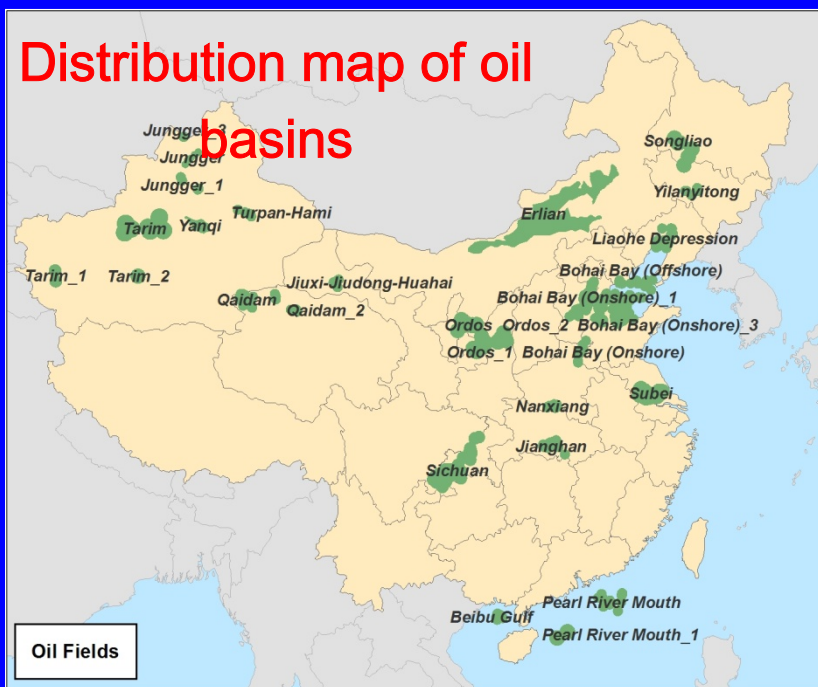 Distribution map of oil
basins
Jungger_3
Jungger
Jungger_1
Turpan-Hami
Tarim
Yanqi
Tarim_1
Tarim_2
Jiuxi-Jiudong-Huahai
Qaidam
Qaidam_2
Songliao
Yilanyitong
Erlian
Liaohe Depression
Bohai Bay (Offshore)
Bohai Bay (Onshore)_1
Ordos
Ordos_2
Bohai Bay (Onshore)_3
Ordos_1
Bohai Bay (Onshore)
Subei
Nanxiang
Jianghan
Sichuan
Pearl River Mouth
Beibu Gulf
Pearl River Mouth_1
Oil Fields